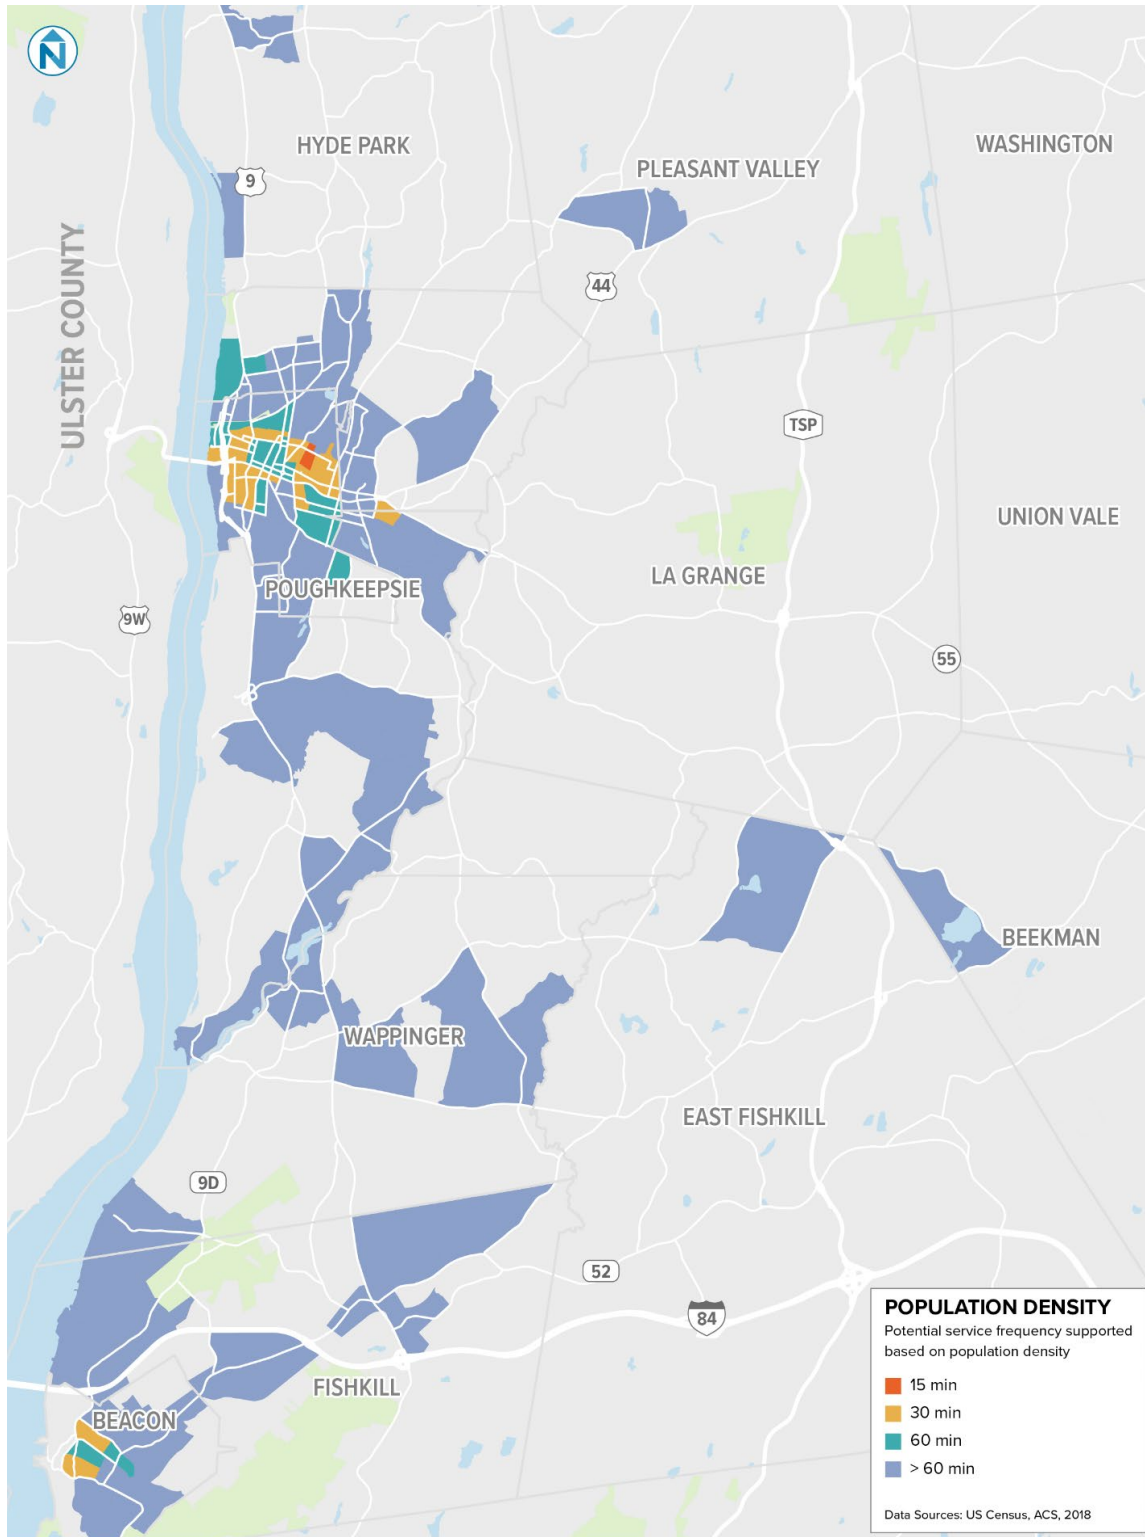 N
HYDE PARK
WASHINGTON
PLEASANT VALLEY
9
ULSTER COUNTY
44
TSP
UNION VALE
LA GRANGE
POUGHKEEPSIE
9W
55
BEEKMAN
WAPPINGER
EAST FISHKILL
9D
52
84
FISHKILL
BEACON
POPULATION DENSITY
Potential service frequency supported
based on population density
15 min
30 min
60 min
> 60 min
Data Sources: US Census, ACS, 2018